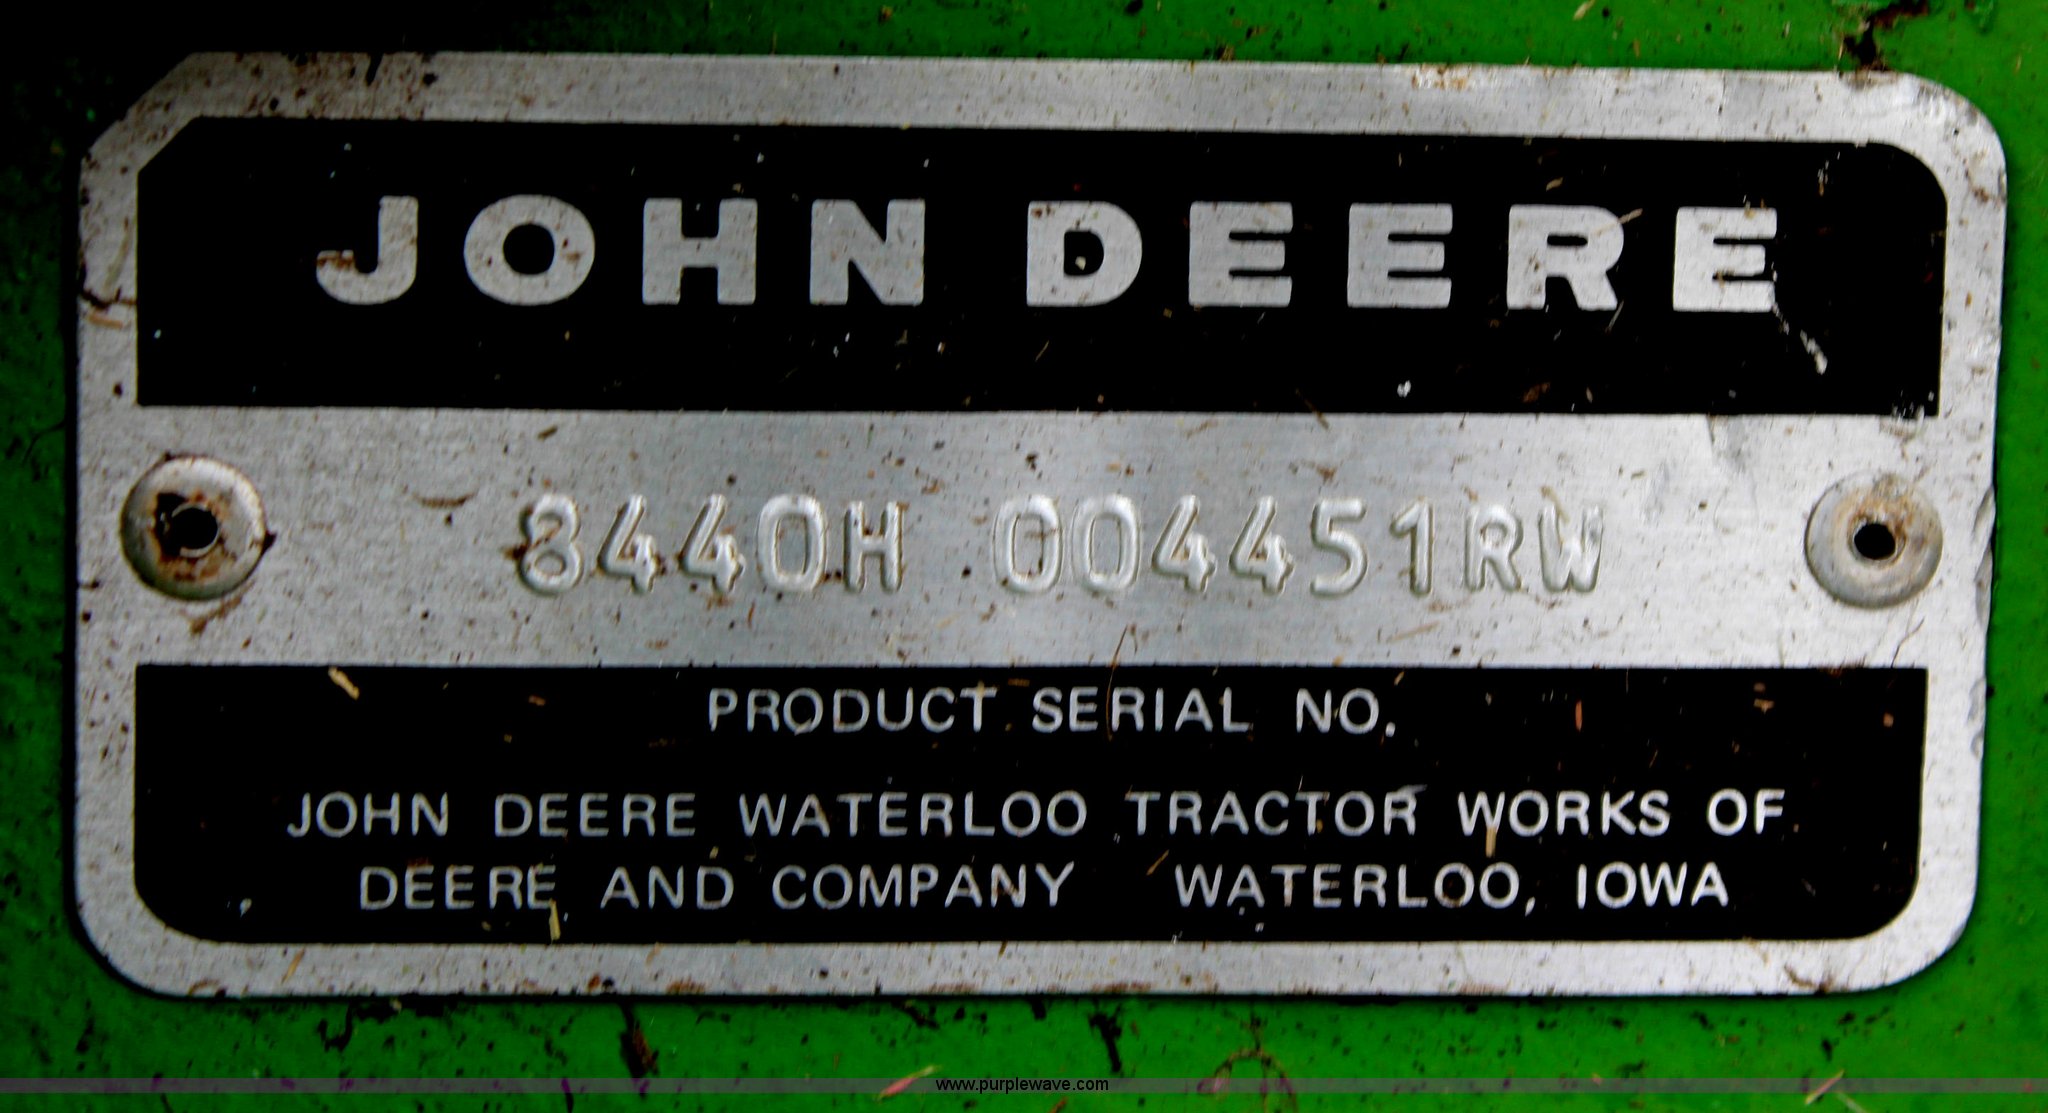 JOHN DEERE
8440H 004451RW
PRODUCT SERIAL NO.
JOHN DEERE WATERLOO TRACTOR WORKS OF
DEERE AND COMPANY WATERLOO, IOWA
www.purplewave.com